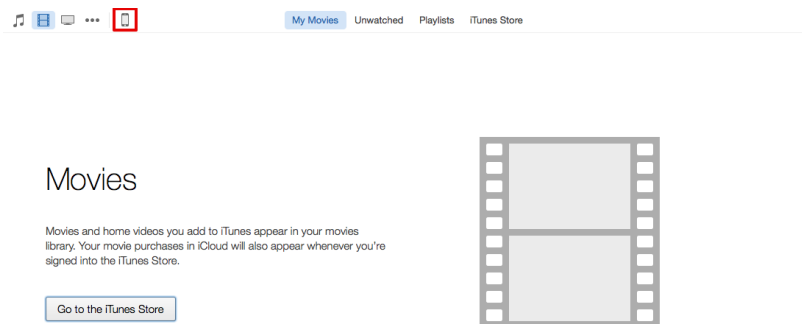 My Movies Unwatched Playlists iTunes Store
Movies
Movies and home videos you add to iTunes appear in your movies
library. Your movie purchases in iCloud will also appear whenever you're
signed into the iTunes Store.
Go to the iTunes Store